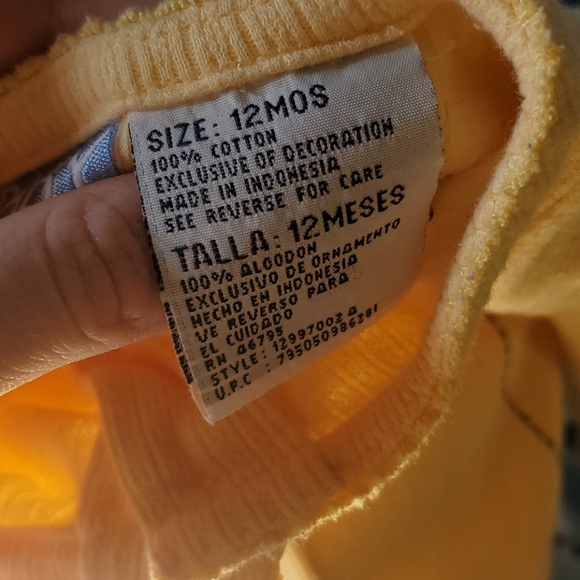 SIZE: 12MOS
100% COTTON
EXCLUSIVE OF DECORATION
MADE IN INDONESIA
SEE REVERSE FOR CARE
TALLA: 12MESES
100% ALGODON
EXCLUSIVO DE ORNAMENTO
HECHO EN INDONESIA
VE REVERSO PARA
EL CUIDADO
RN 46795
STYLE: 12997002 A
U.P.C : 795050986281